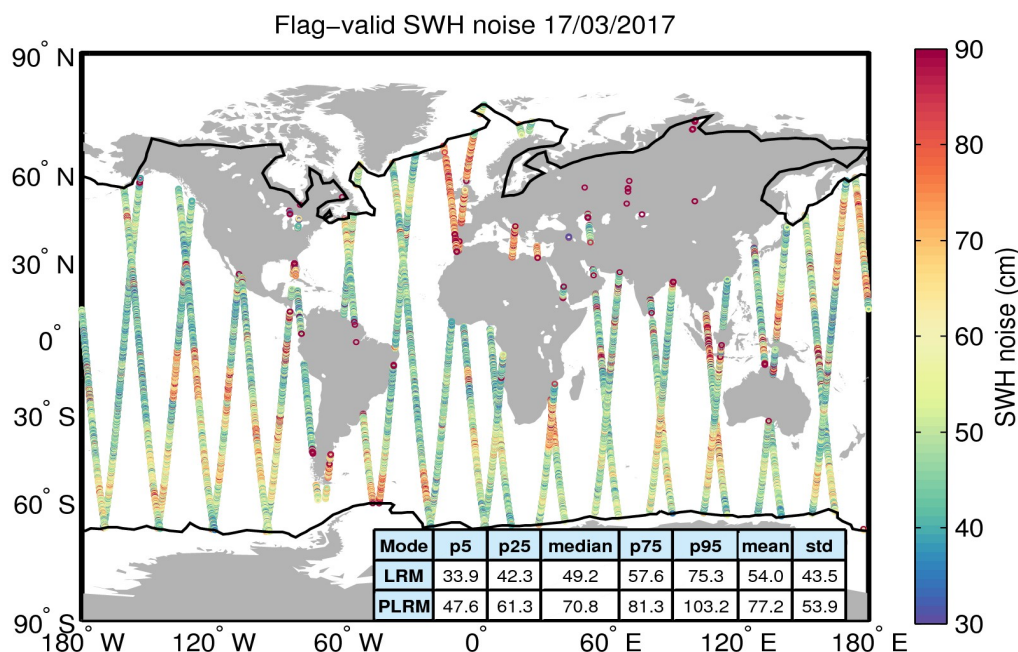 Flag−valid SWH noise 17/03/2017
90° N
60° N
30° N
0°
30° S
60° S
90° S
180° W
120° W
60° W
0°
60° E
120° E
180° E
Mode p5 p25 median p75 p95 mean std
LRM 33.9 42.3 49.2 57.6 75.3 54.0 43.5
PLRM 47.6 61.3 70.8 81.3 103.2 77.2 53.9
90
80
70
60
50
40
30
SWH noise (cm)